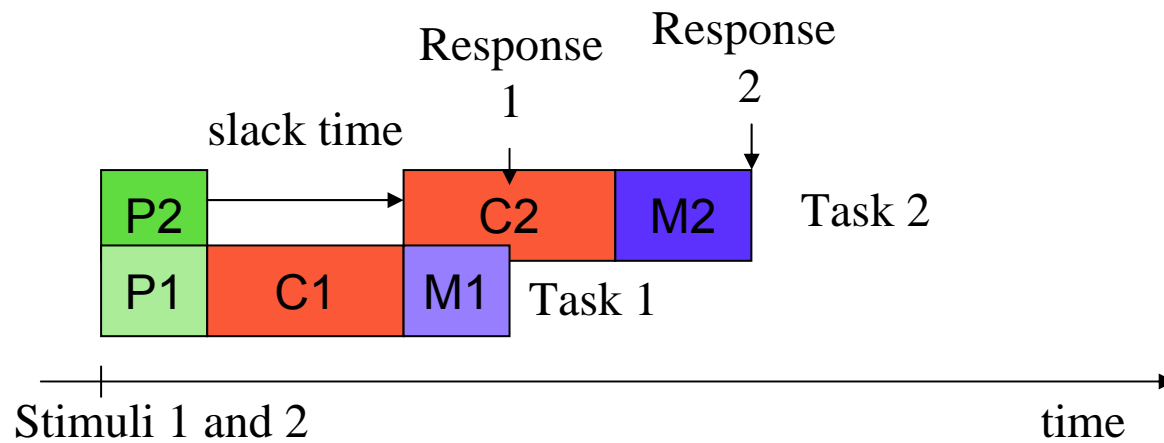 Response
1
Response
2
slack time
P2
C2
M2
Task 2
P1
C1
M1
Task 1
Stimuli 1 and 2
time